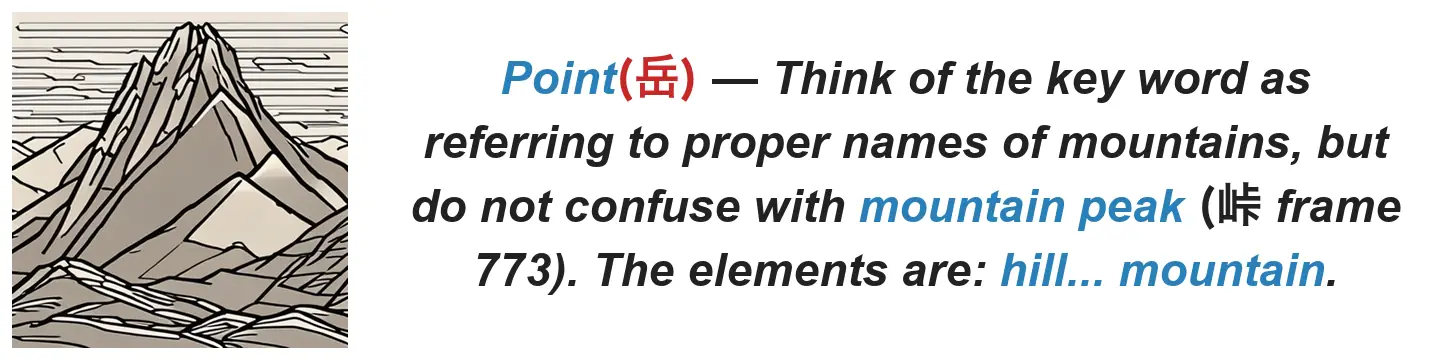 Point(岳) — Think of the key word as
referring to proper names of mountains, but
do not confuse with mountain peak (峠 frame
773). The elements are: hill... mountain.